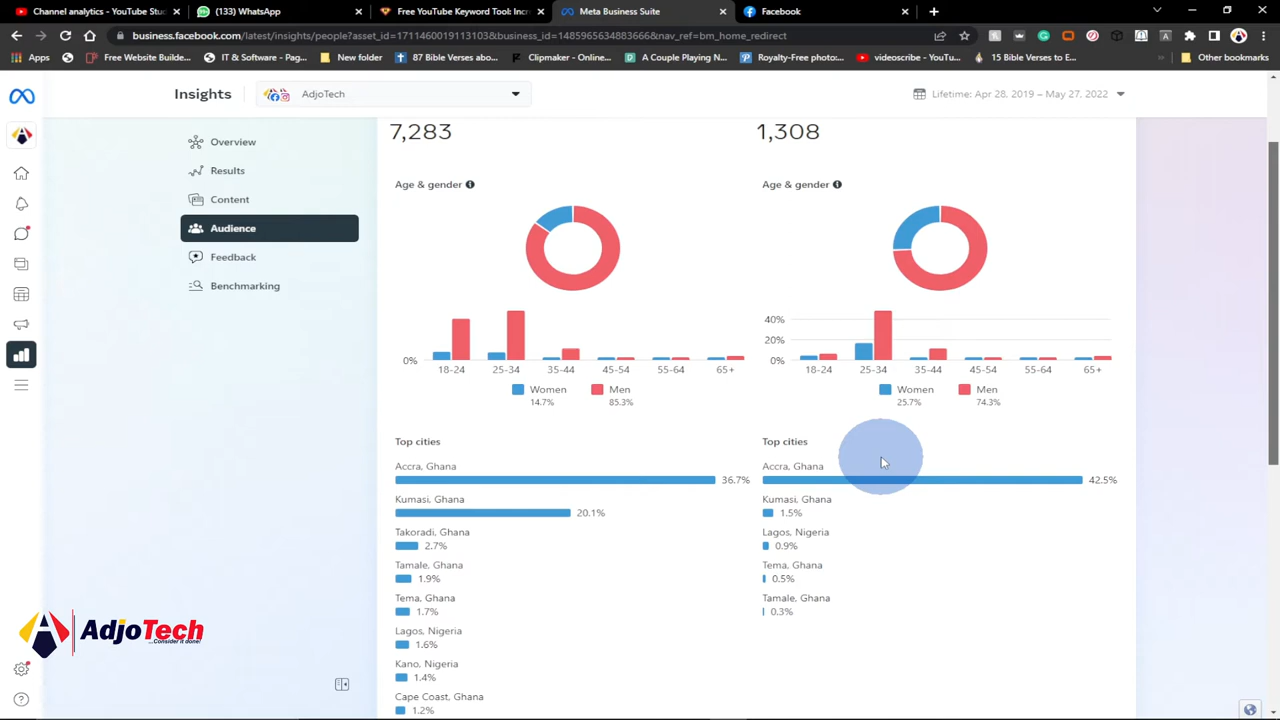 Channel analytics - YouTube Stud
(133) WhatsApp
Free YouTube Keyword Tool: Incre
Meta Business Suite
Facebook
business.facebook.com/latest/insights/people?asset_id=1711460019113103&business_id=148596563488366&nav_ref=bm_home_redirect
Apps
Free Website Builde...
IT & Software - Pag...
New folder
87 Bible Verses abo...
Clipmaker - Online...
A Couple Playing N...
Royalty-Free photo:...
videoscribe - YouTu...
15 Bible Verses to E...
Other bookmarks
Insights
AdjoTech
Lifetime: Apr 28, 2019 – May 27, 2022
Overview
Results
Content
Audience
Feedback
Benchmarking
7,283
Age & gender
0%
18-24
25-34
35-44
45-54
55-64
65+
Women
14.7%
Men
85.3%
Top cities
Accra, Ghana
36.7%
Kumasi, Ghana
20.1%
Takoradi, Ghana
2.7%
Tamale, Ghana
1.9%
Tema, Ghana
1.7%
Lagos, Nigeria
1.6%
Kano, Nigeria
1.4%
Cape Coast, Ghana
1.2%
1,308
Age & gender
40%
20%
0%
18-24
25-34
35-44
45-54
55-64
65+
Women
25.7%
Men
74.3%
Top cities
Accra, Ghana
42.5%
Kumasi, Ghana
1.5%
Lagos, Nigeria
0.9%
Tema, Ghana
0.5%
Tamale, Ghana
0.3%
AdjoTech
...Consider it done!